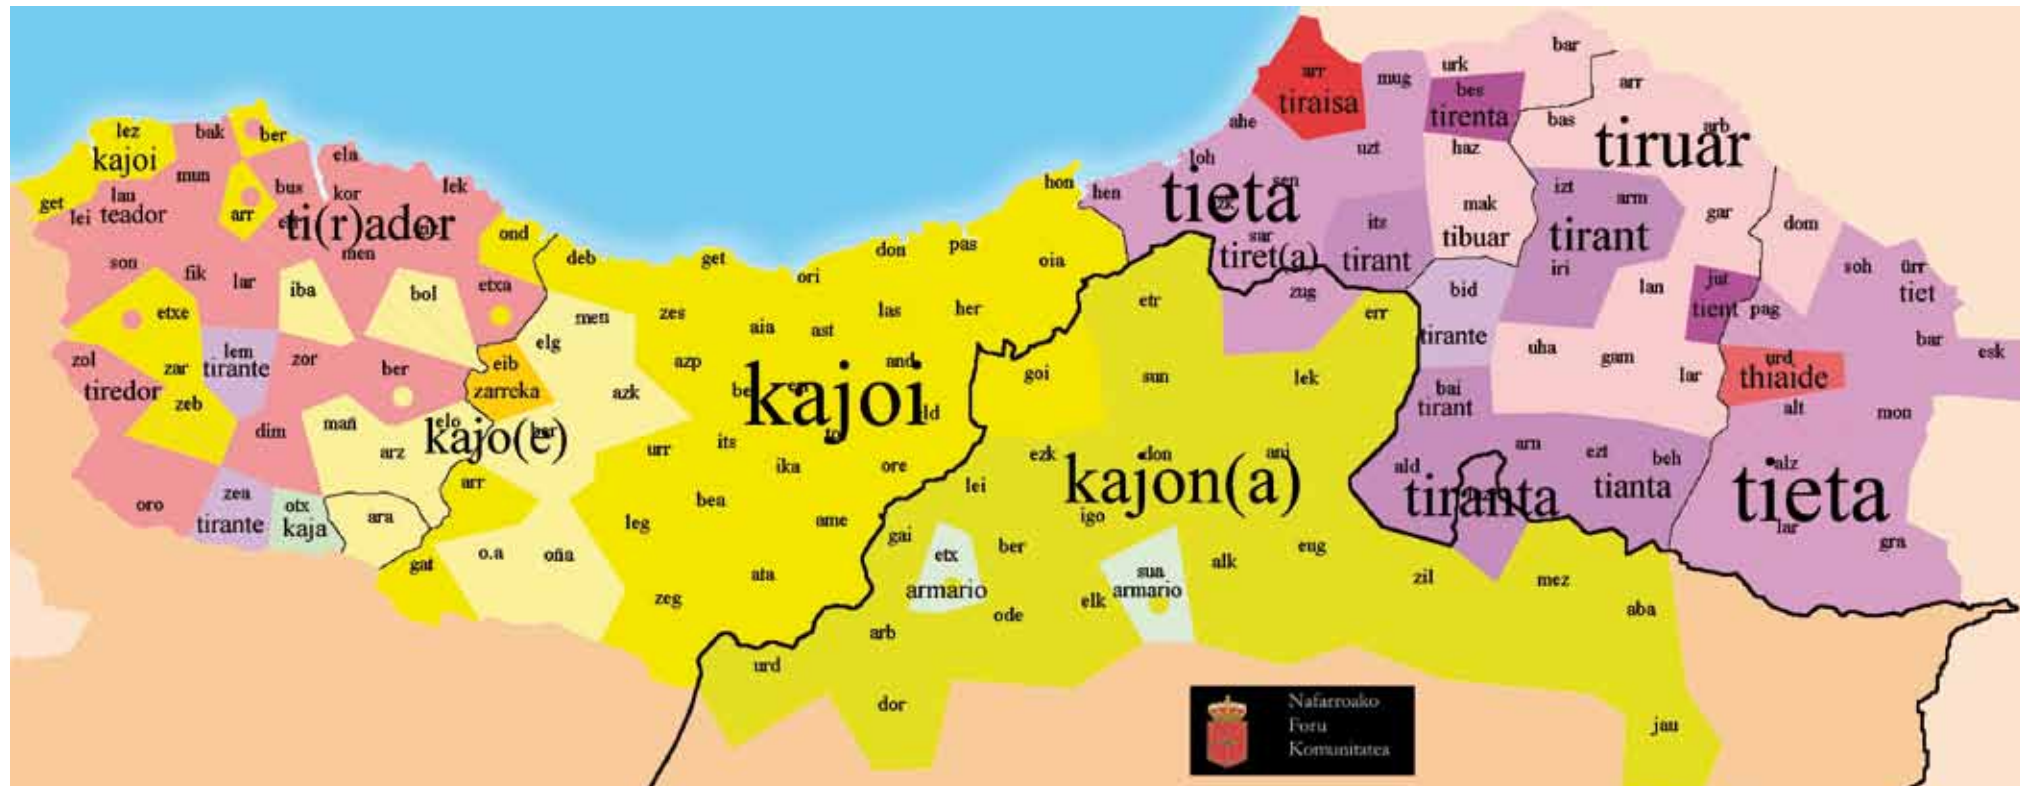 bar
urk
arr
mug
arr
bes
tiraisa
tirenta
lez
bak
ber
ahe
bas
arb
kajoi
ela
loh
uzt
haz
tiruar
mun
bus
kor
lek
hon
hen
sen
izt
arm
get
lau
tieta
mak
lei
teador
arr
ti(r)ador
ond
its
tibuar
tirant
gar
dom
men
deb
get
ori
don
pas
oia
sar
tiret(a)
tirant
iri
son
fik
lar
iba
bol
etxa
etr
zug
bid
lan
jut
tient
pag
soh
ürr
tiet
etxe
men
zes
aia
ast
las
her
err
tirante
bar
esk
zol
zar
lem
tirante
zor
ber
eib
zarreka
elg
azp
and
goi
sun
lek
uha
gam
lar
urd
thiaide
tiredor
zeb
azk
kajoi
bai
tirant
alt
mon
dim
mañ
elo
kajo(e)
arz
urr
its
ika
ore
ezk
don
ani
ald
arn
ezt
beh
alz
oro
zea
tirante
otx
kaja
ara
arr
leg
bea
ame
lei
kajon(a)
igo
tiranta
tianta
tieta
lar
gat
o.a
oña
ata
gai
etx
armario
ber
sua
armario
alk
eug
zil
mez
gra
zeg
arb
ode
elk
aba
urd
dor
jau
Nafarroako
Foru
Komunitatea